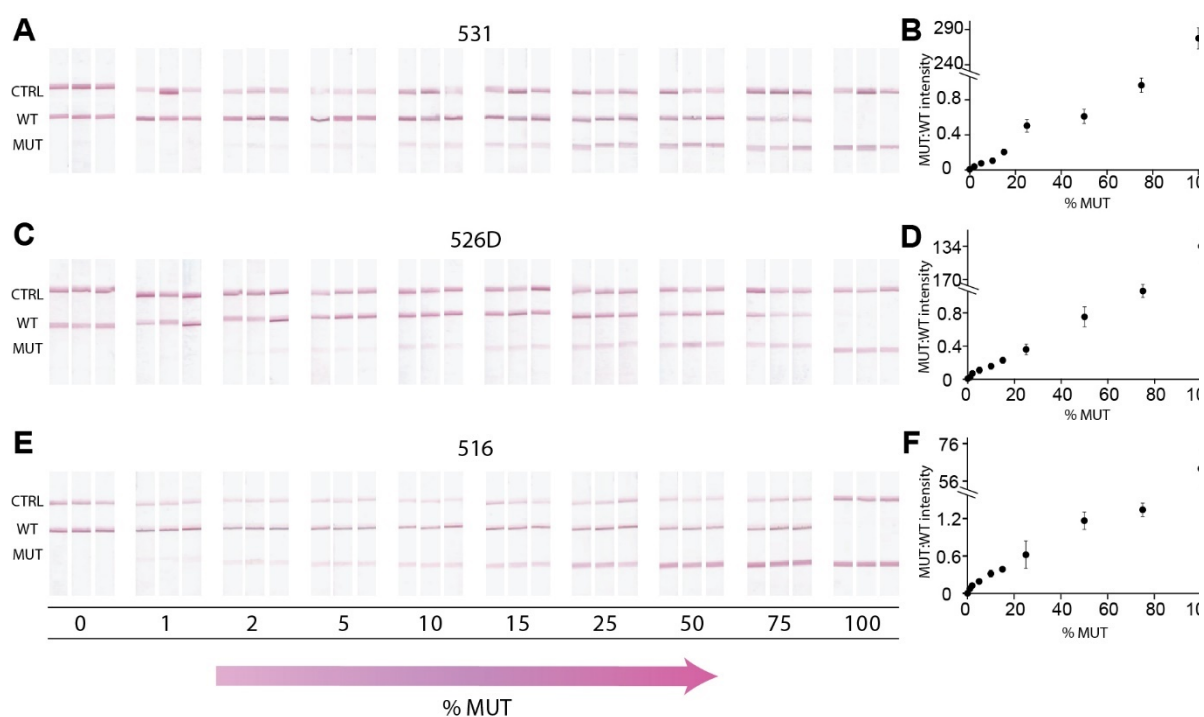 A
531
CTRL
WT
MUT
B
290
240
0.8
0.4
0
MUT:WT intensity
0 20 40 60 80 10
% MUT
C
526D
CTRL
WT
MUT
D
134
170
0.8
0.4
0
MUT:WT intensity
0 20 40 60 80 10
% MUT
E
516
CTRL
WT
MUT
F
76
56
1.2
0.6
0
MUT:WT intensity
0 20 40 60 80 10
% MUT
0 1 2 5 10 15 25 50 75 100
% MUT